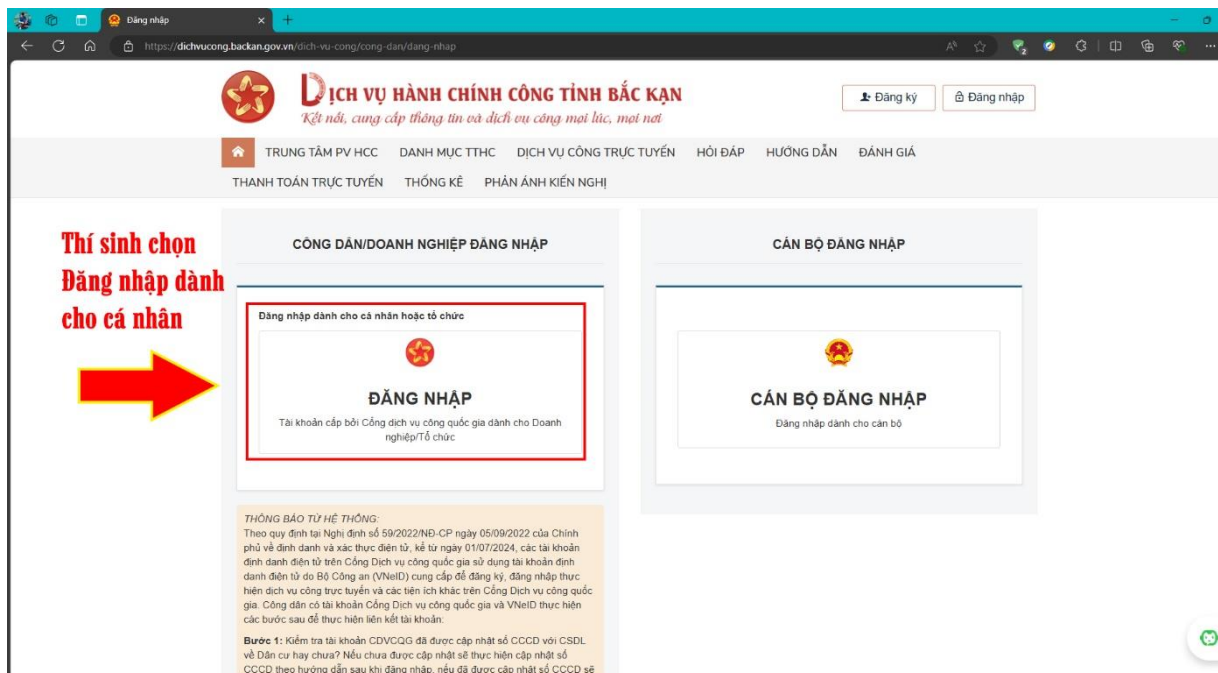 Đăng nhập
https://dichvucong.backan.gov.vn/dich-vu-cong/cong-dan/dang-nhap
DỊCH VỤ HÀNH CHÍNH CÔNG TỈNH BẮC KẠN
Kết nối, cung cấp thông tin và dịch vụ công mọi lúc, mọi nơi
Đăng ký
Đăng nhập
TRUNG TÂM PV HCC DANH MỤC TTHC DỊCH VỤ CÔNG TRỰC TUYẾN HỎI ĐÁP HƯỚNG DẪN ĐÁNH GIÁ
THANH TOÁN TRỰC TUYẾN THỐNG KÊ PHẢN ÁNH KIẾN NGHỊ
Thí sinh chọn
Đăng nhập dành
cho cá nhân
CÔNG DÂN/DOANH NGHIỆP ĐĂNG NHẬP
Đăng nhập dành cho cá nhân hoặc tổ chức
ĐĂNG NHẬP
Tài khoản cấp bởi Cổng dịch vụ công quốc gia dành cho Doanh
nghiệp/Tổ chức
CÁN BỘ ĐĂNG NHẬP
CÁN BỘ ĐĂNG NHẬP
Đăng nhập dành cho cán bộ
THÔNG BÁO TỪ HỆ THỐNG:
Theo quy định tại Nghị định số 59/2022/NĐ-CP ngày 05/09/2022 của Chính
phủ về định danh và xác thực điện tử, kể từ ngày 01/07/2024, các tài khoản
định danh điện tử trên Cổng Dịch vụ công quốc gia sử dụng tài khoản định
danh điện tử do Bộ Công an (VNeID) cung cấp để đăng ký, đăng nhập thực
hiện dịch vụ công trực tuyến và các tiện ích khác trên Cổng Dịch vụ công quốc
gia. Công dân có tài khoản Cổng Dịch vụ công quốc gia và VNeID thực hiện
các bước sau để thực hiện liên kết tài khoản:
Bước 1: Kiểm tra tài khoản CDVCQG đã được cập nhật số CCCD với CSDL
về Dân cư hay chưa? Nếu chưa được cập nhật sẽ thực hiện cập nhật số
CCCD theo hướng dẫn sau khi đăng nhập, nếu đã được cập nhật số CCCD sẽ